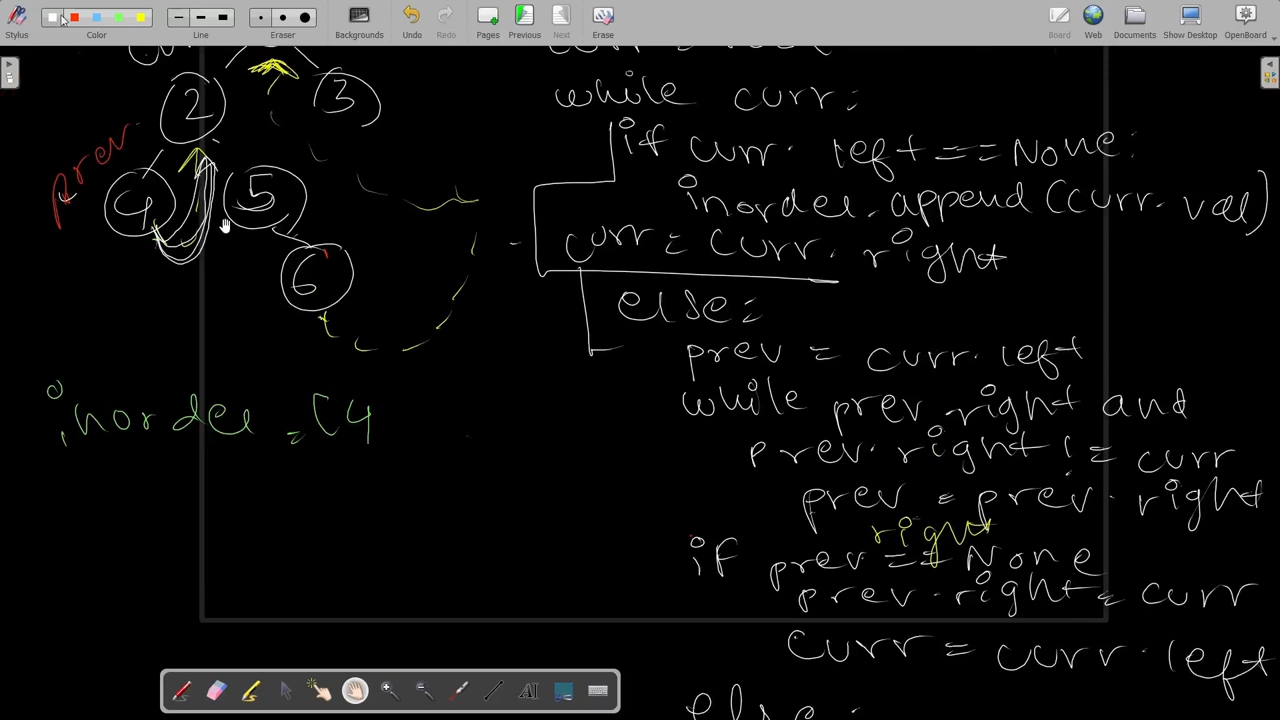 Stylus
Color
Line
Eraser
Backgrounds
Undo
Redo
Pages
Previous
Next
Erase
Board
Web
Documents
Show Desktop
OpenBoard
2
3
prev
4
5
6
inorder = [4
while curr:
if curr. left == None:
inorder.append(curr.val)
curr = curr. right
else:
prev = curr.left
while prev.right and
prev.right != curr
prev = prev. right
right
if prev == None
prev.right = curr
curr = curr.left
else:
AI